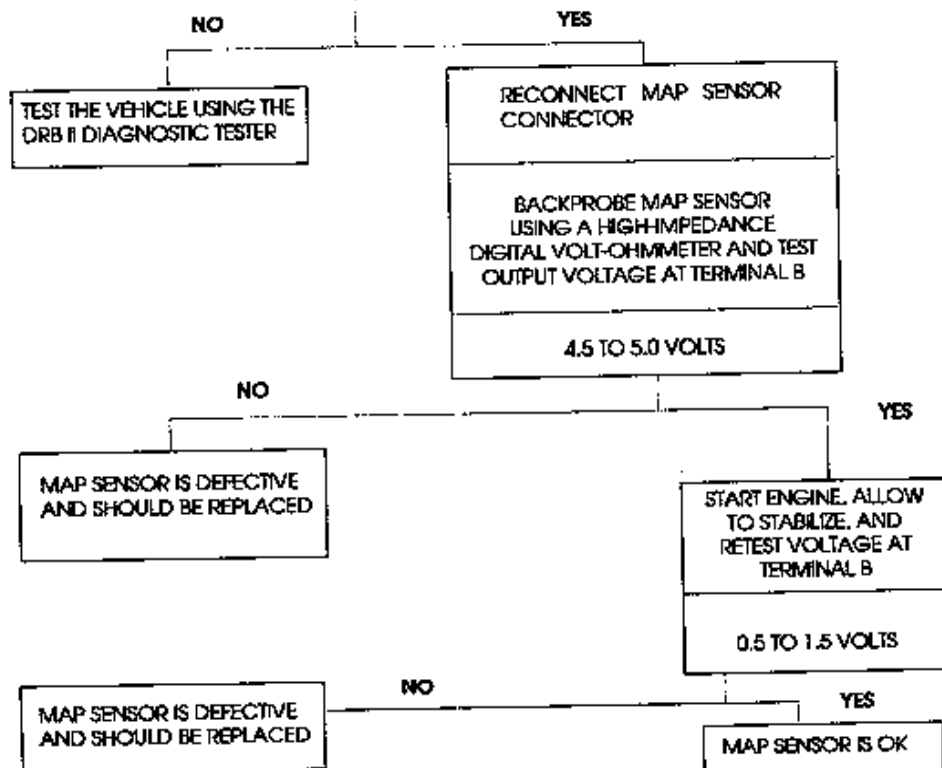 NO
YES
TEST THE VEHICLE USING THE
DRB II DIAGNOSTIC TESTER
RECONNECT MAP SENSOR
CONNECTOR
BACKPROBE MAP SENSOR
USING A HIGH-IMPEDANCE
DIGITAL VOLT-OHMMETER AND TEST
OUTPUT VOLTAGE AT TERMINAL B
4.5 TO 5.0 VOLTS
NO
YES
MAP SENSOR IS DEFECTIVE
AND SHOULD BE REPLACED
START ENGINE, ALLOW
TO STABILIZE, AND
RETEST VOLTAGE AT
TERMINAL B
0.5 TO 1.5 VOLTS
NO
YES
MAP SENSOR IS DEFECTIVE
AND SHOULD BE REPLACED
MAP SENSOR IS OK